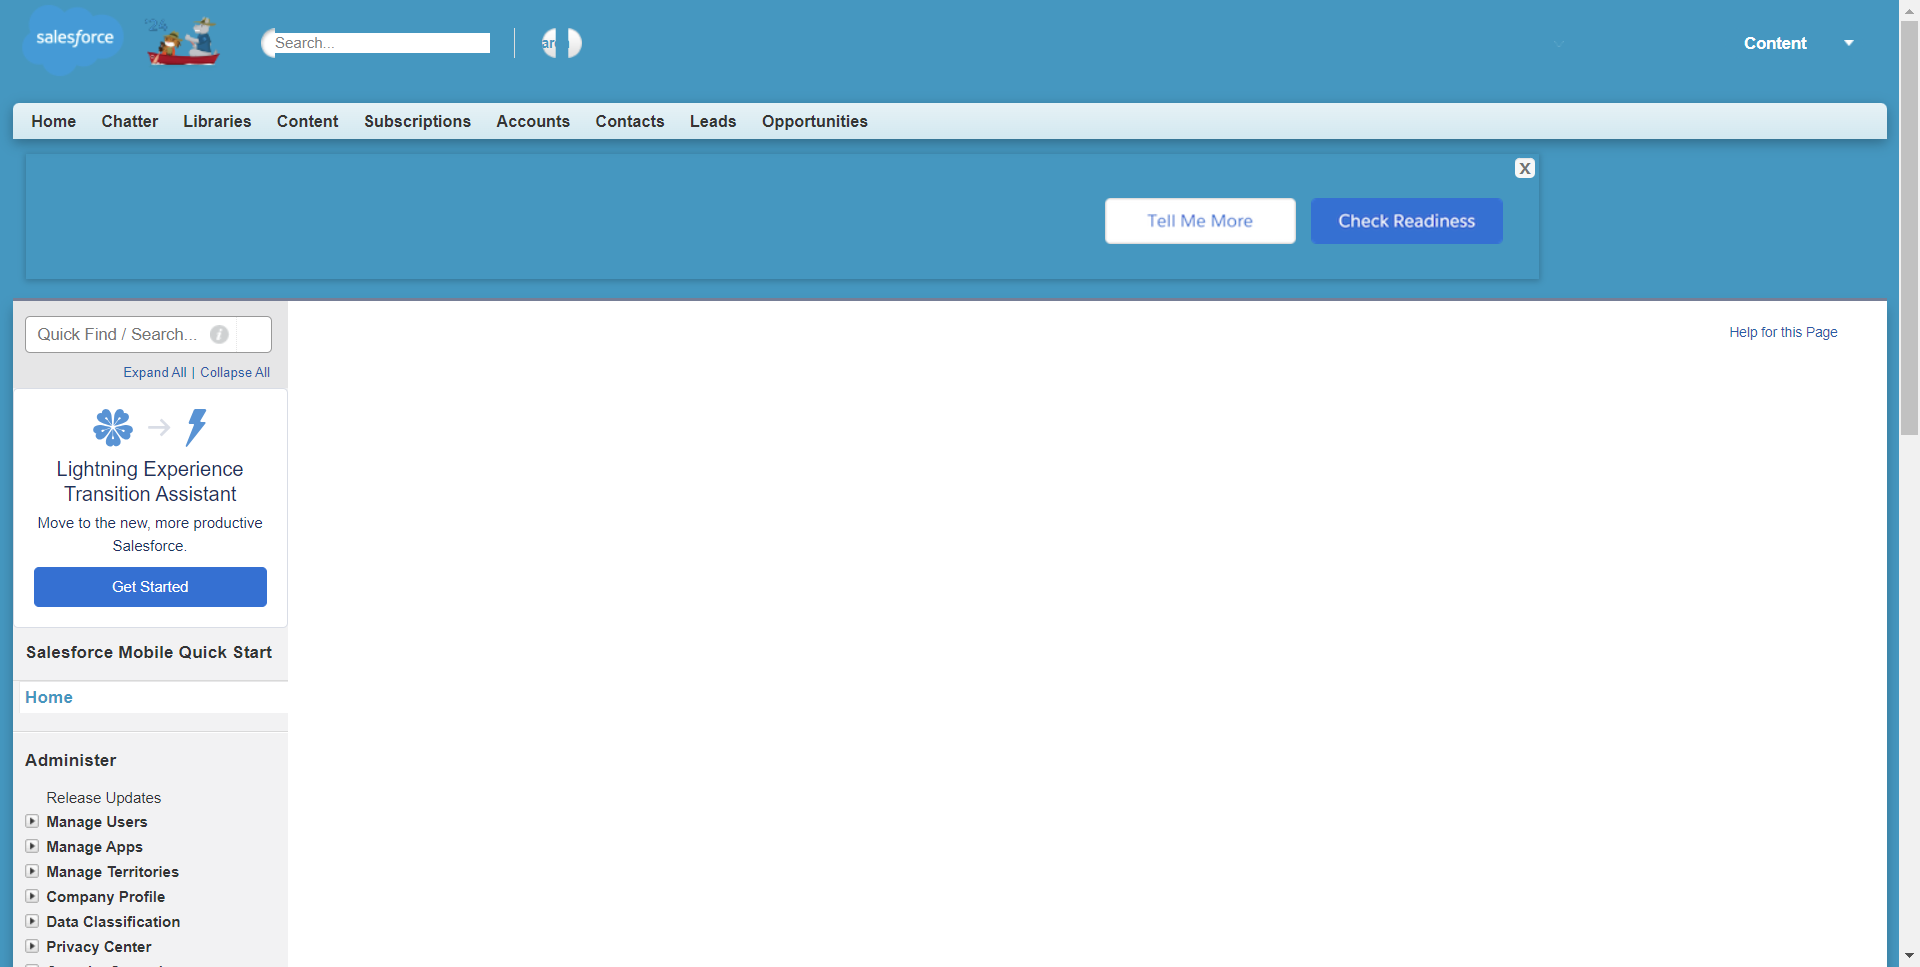 salesforce
'24
Search...
Content
Home Chatter Libraries Content Subscriptions Accounts Contacts Leads Opportunities
X
Tell Me More
Check Readiness
Quick Find / Search...
Expand All | Collapse All
Help for this Page
Lightning Experience
Transition Assistant
Move to the new, more productive
Salesforce.
Get Started
Salesforce Mobile Quick Start
Home
Administer
Release Updates
Manage Users
Manage Apps
Manage Territories
Company Profile
Data Classification
Privacy Center